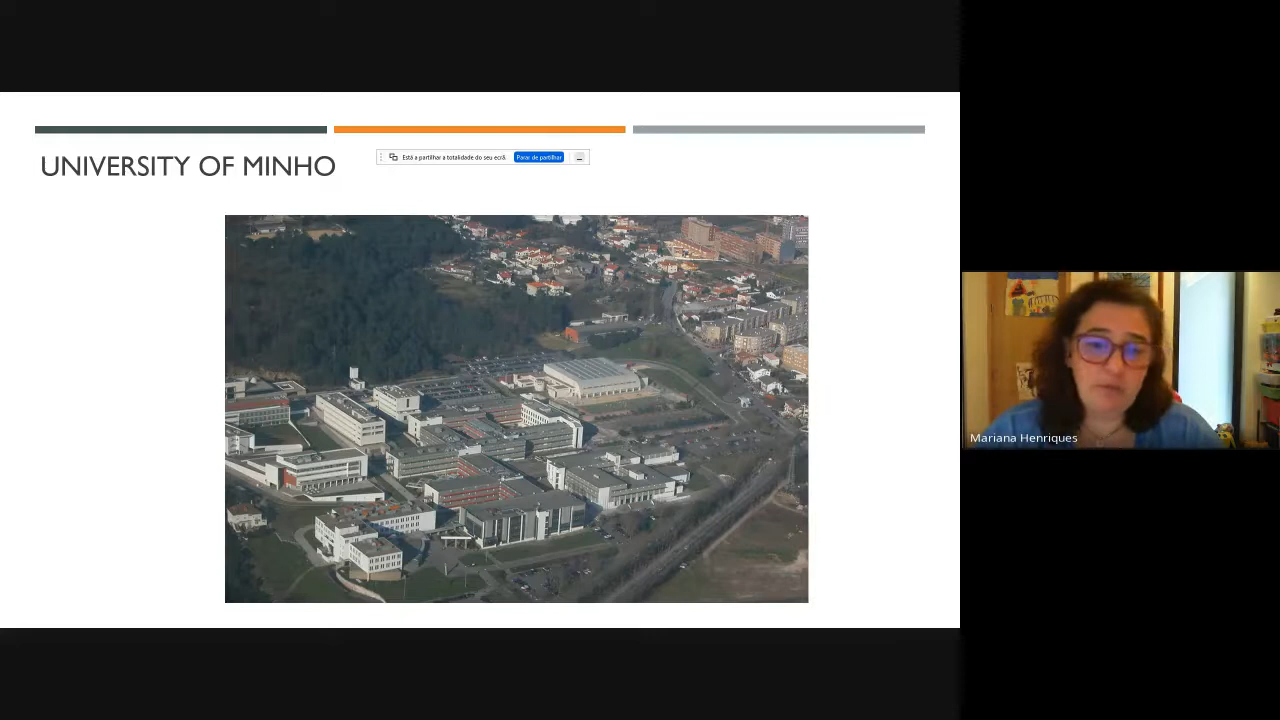 UNIVERSITY OF MINHO
Está a partilhar a totalidade do seu ecrã.
Parar de partilhar
Mariana Henriques